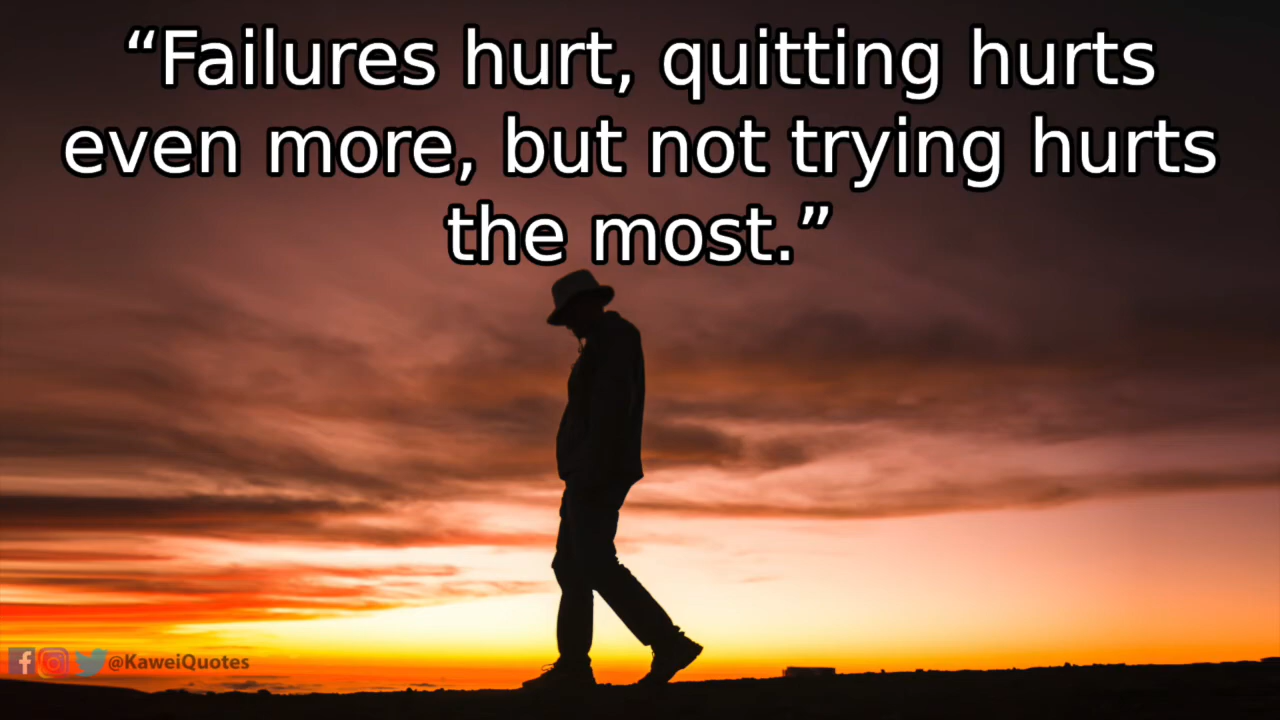 “Failures hurt, quitting hurts
even more, but not trying hurts
the most.”
@KaweiQuotes